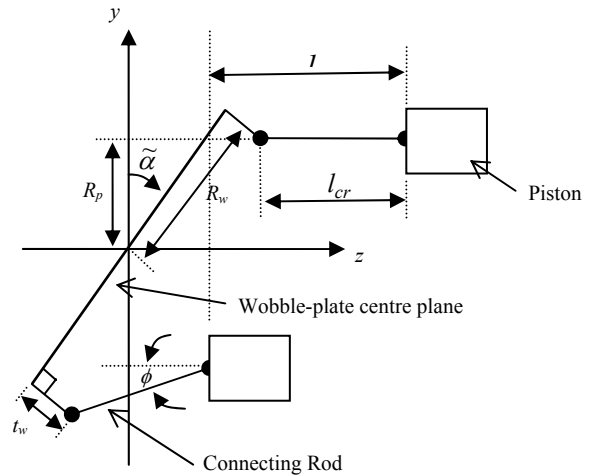 y
α̃
R_p
R_w
l_cr
Piston
z
Wobble-plate centre plane
ϕ
t_w
Connecting Rod